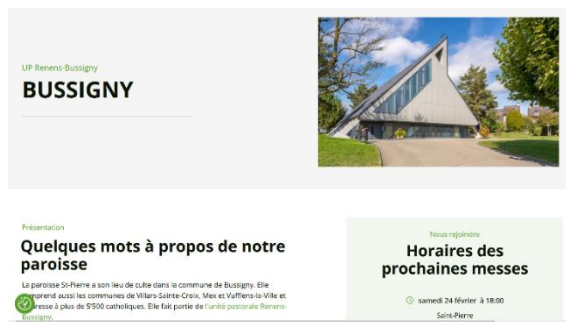 UP Renens-Bussigny
BUSSIGNY
Présentation
Quelques mots à propos de notre
paroisse
La paroisse St-Pierre a son lieu de culte dans la commune de Bussigny. Elle
comprend aussi les communes de Villars-Sainte-Croix, Mex et Vufflens-la-Ville et
resse à plus de 5'500 catholiques. Elle fait partie de l'unité pastorale Renens-
Bussigny.
Nous rejoindre
Horaires des
prochaines messes
samedi 24 février à 18:00
Saint-Pierre